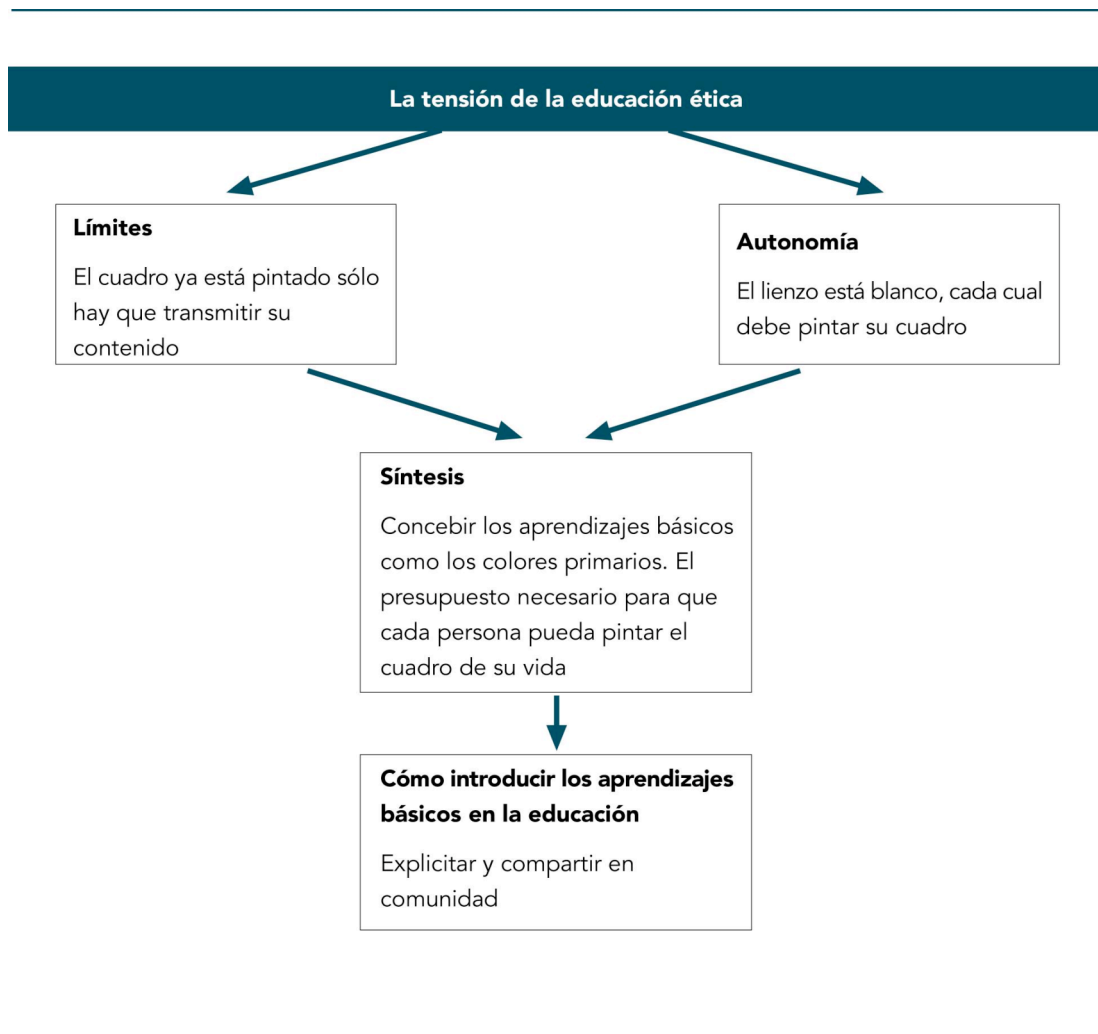 La tensión de la educación ética
Límites
El cuadro ya está pintado sólo
hay que transmitir su
contenido
Autonomía
El lienzo está blanco, cada cual
debe pintar su cuadro
Síntesis
Concebir los aprendizajes básicos
como los colores primarios. El
presupuesto necesario para que
cada persona pueda pintar el
cuadro de su vida
Cómo introducir los aprendizajes
básicos en la educación
Explicitar y compartir en
comunidad